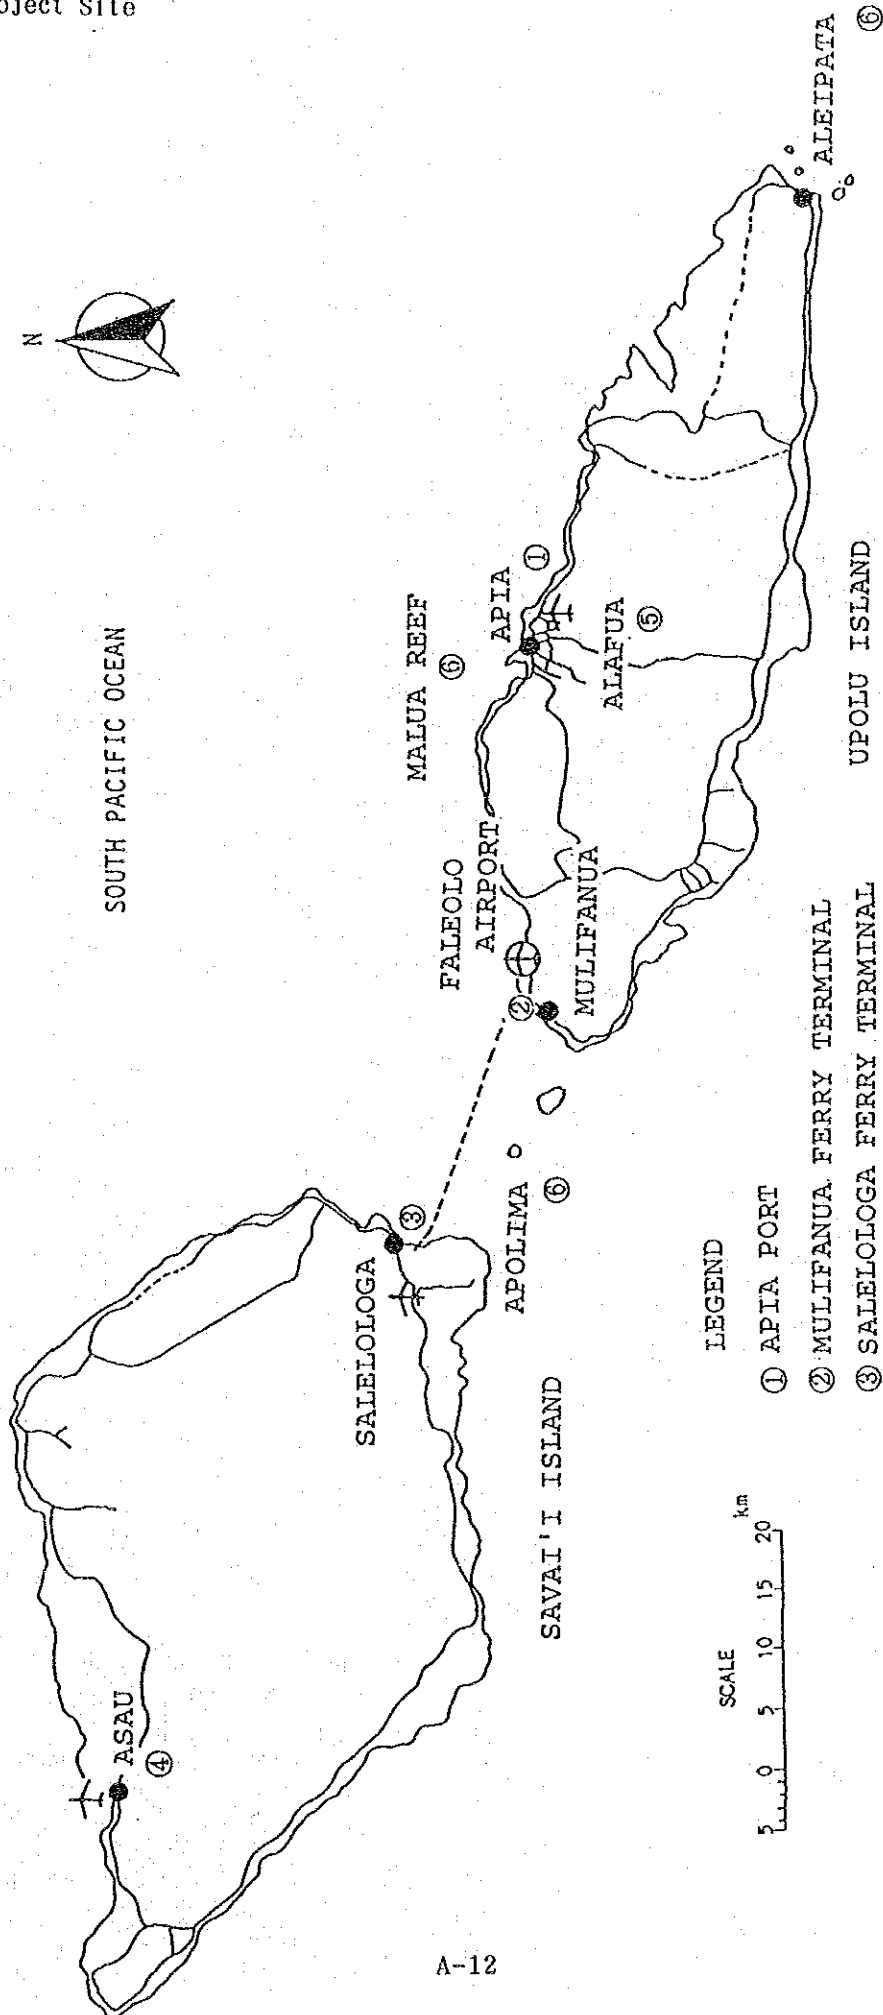 oject Site
N
SOUTH PACIFIC OCEAN
ASAU
④
SALELOLOGA
③
SAVAI'I ISLAND
APOLIMA
⑥
FALEOLO
AIRPORT
②
MULIFANUA
MALUA REEF
⑥
APIA
①
ALAFUA
⑤
UPOLU ISLAND
ALEIPATA
⑥
SCALE
5 0 5 10 15 20 km
LEGEND
① APIA PORT
② MULIFANUA FERRY TERMINAL
③ SALELOLOGA FERRY TERMINAL
A-12